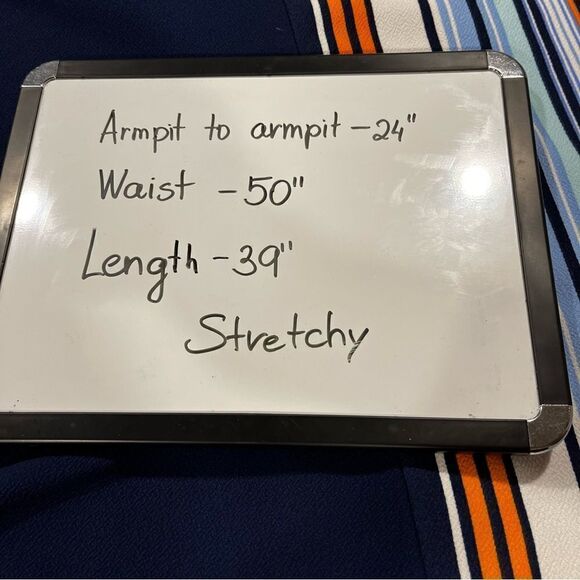 Armpit to armpit - 24"
Waist - 50"
Length - 39"
Stretchy